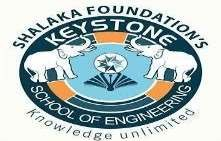 SHALAKA FOUNDATION'S
KEYSTONE
SCHOOL OF ENGINEERING
Knowledge unlimited